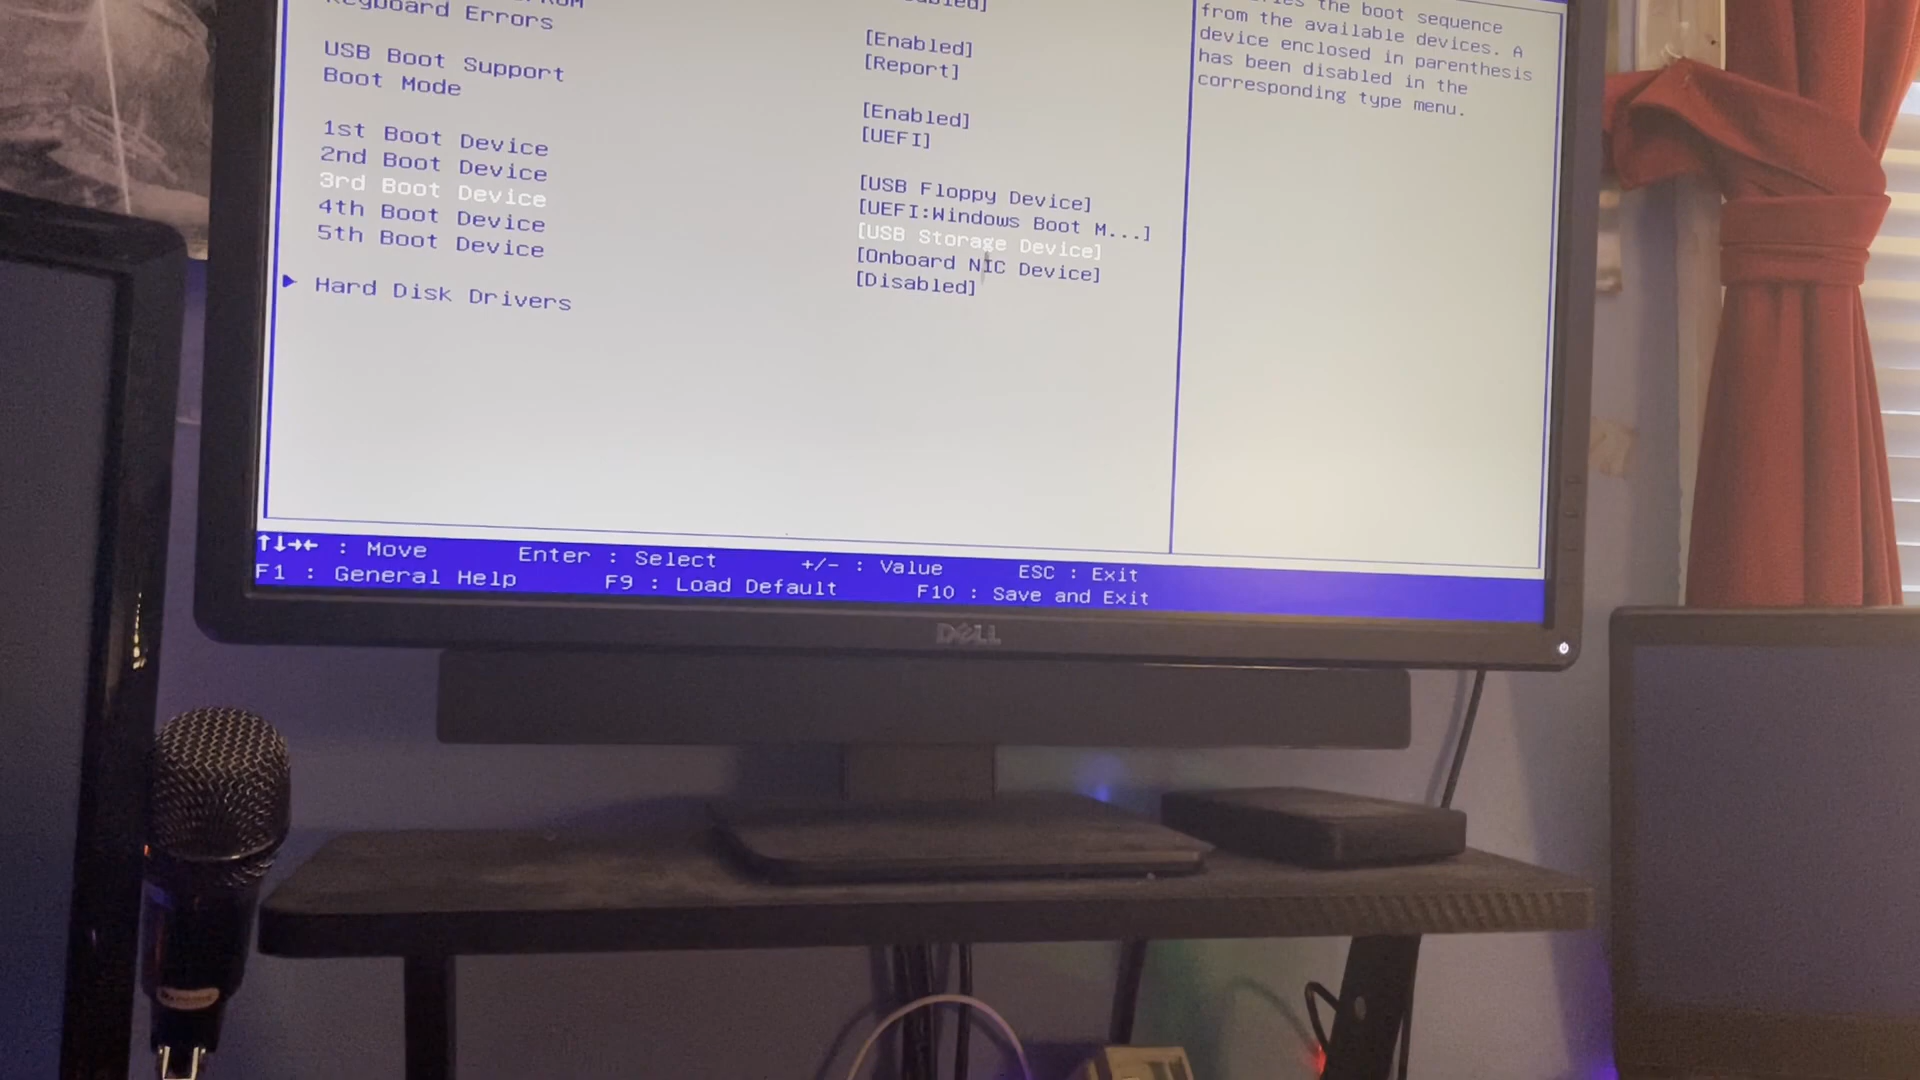 Keyboard Errors [Enabled]
USB Boot Support [Report]
Boot Mode [Enabled]
[UEFI]
1st Boot Device
2nd Boot Device [USB Floppy Device]
3rd Boot Device [UEFI:Windows Boot M...]
4th Boot Device [USB Storage Device]
5th Boot Device [Onboard NIC Device]
[Disabled]
Hard Disk Drivers
the boot sequence
from the available devices. A
device enclosed in parenthesis
has been disabled in the
corresponding type menu.
↑↓→← : Move Enter : Select +/- : Value ESC : Exit
F1 : General Help F9 : Load Default F10 : Save and Exit
DELL